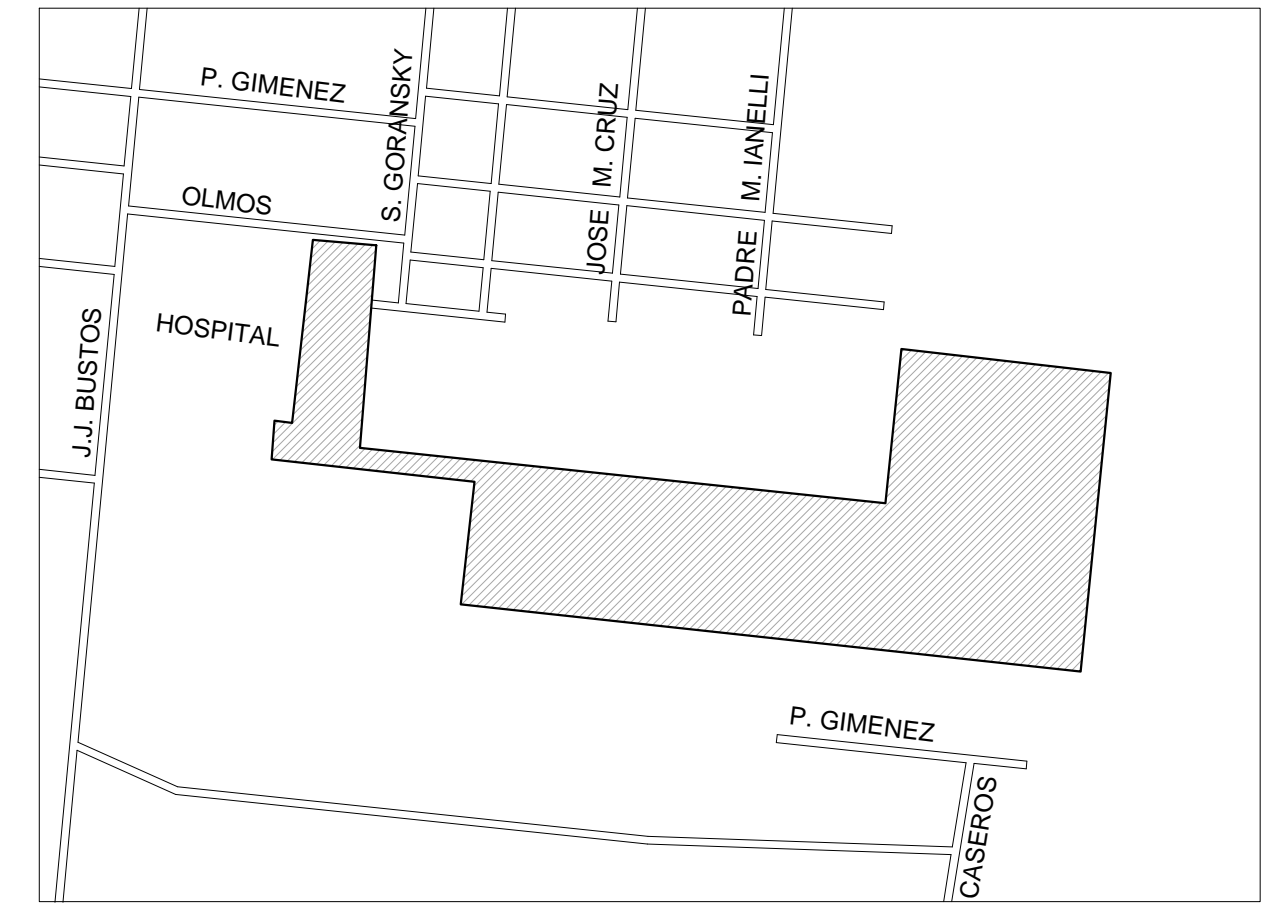 P. GIMENEZ
S. GORANSKY
JOSE M. CRUZ
PADRE M. IANELLI
OLMOS
HOSPITAL
J.J. BUSTOS
P. GIMENEZ
CASEROS